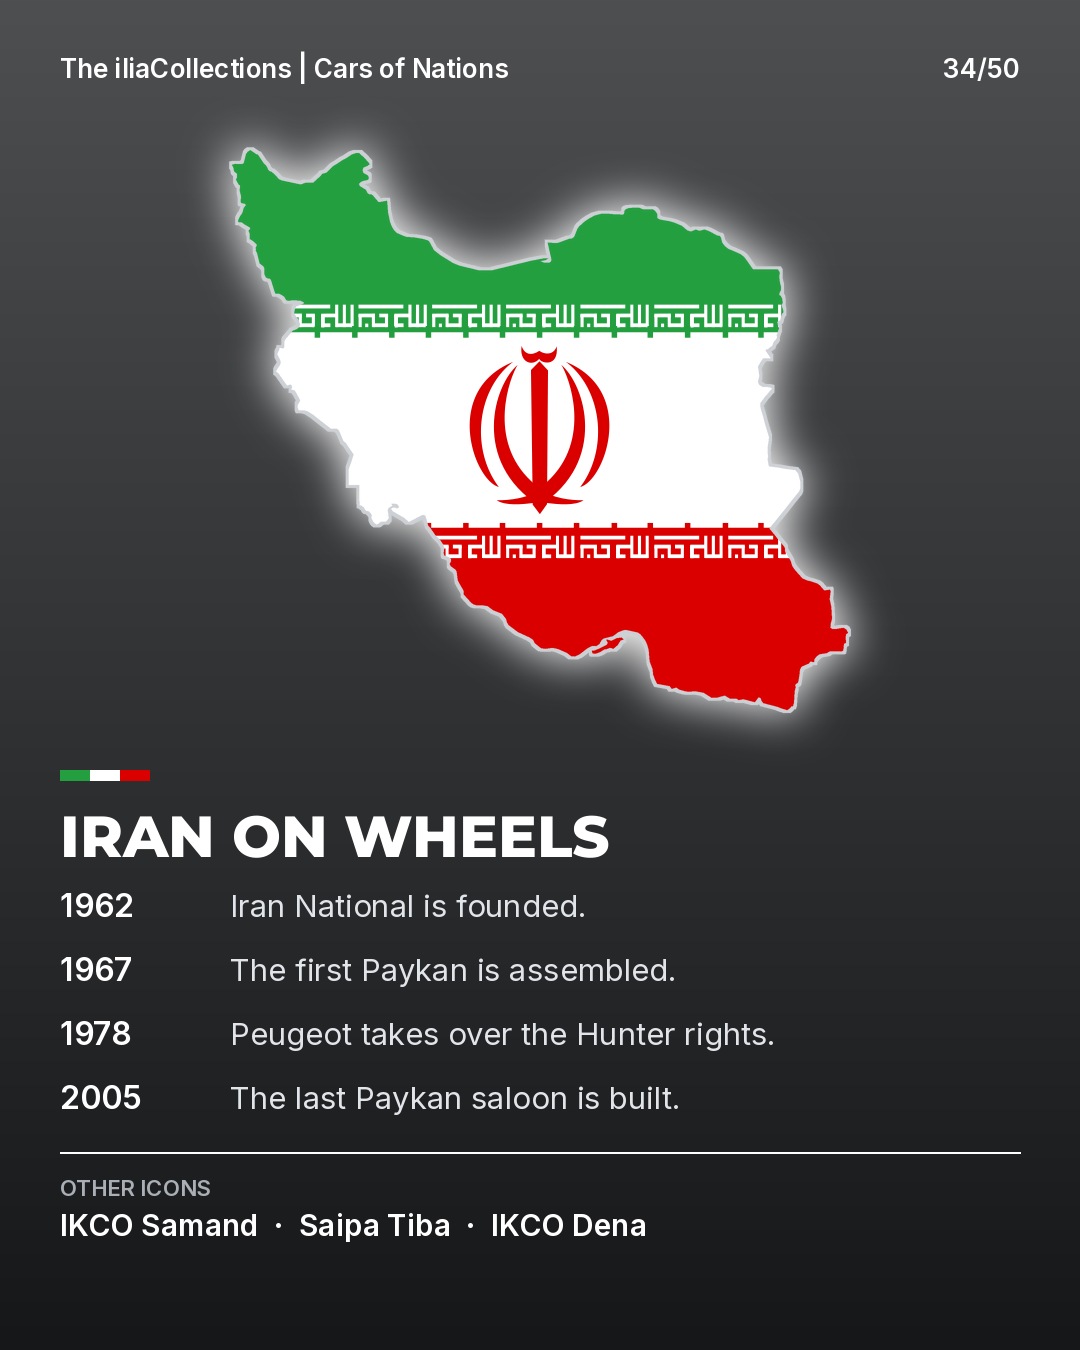 The iliaCollections | Cars of Nations
34/50
IRAN ON WHEELS
1962 Iran National is founded.
1967 The first Paykan is assembled.
1978 Peugeot takes over the Hunter rights.
2005 The last Paykan saloon is built.
OTHER ICONS
IKCO Samand · Saipa Tiba · IKCO Dena